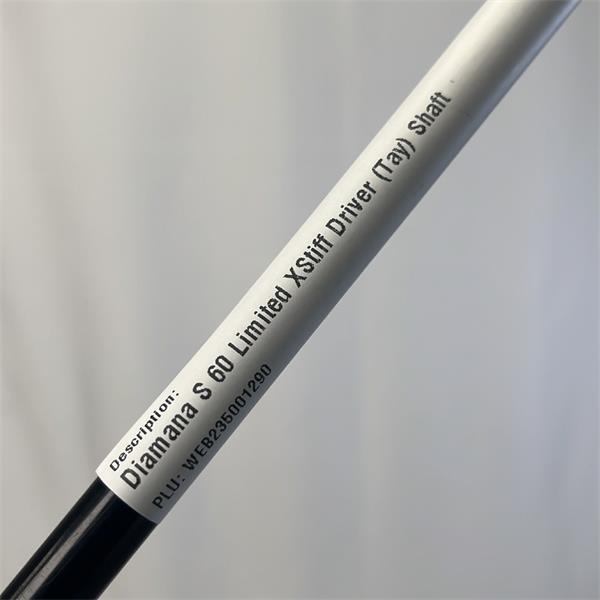 Description:
Diamana S 60 Limited XStiff Driver (Tay) Shaft
PLU: WEB235001290